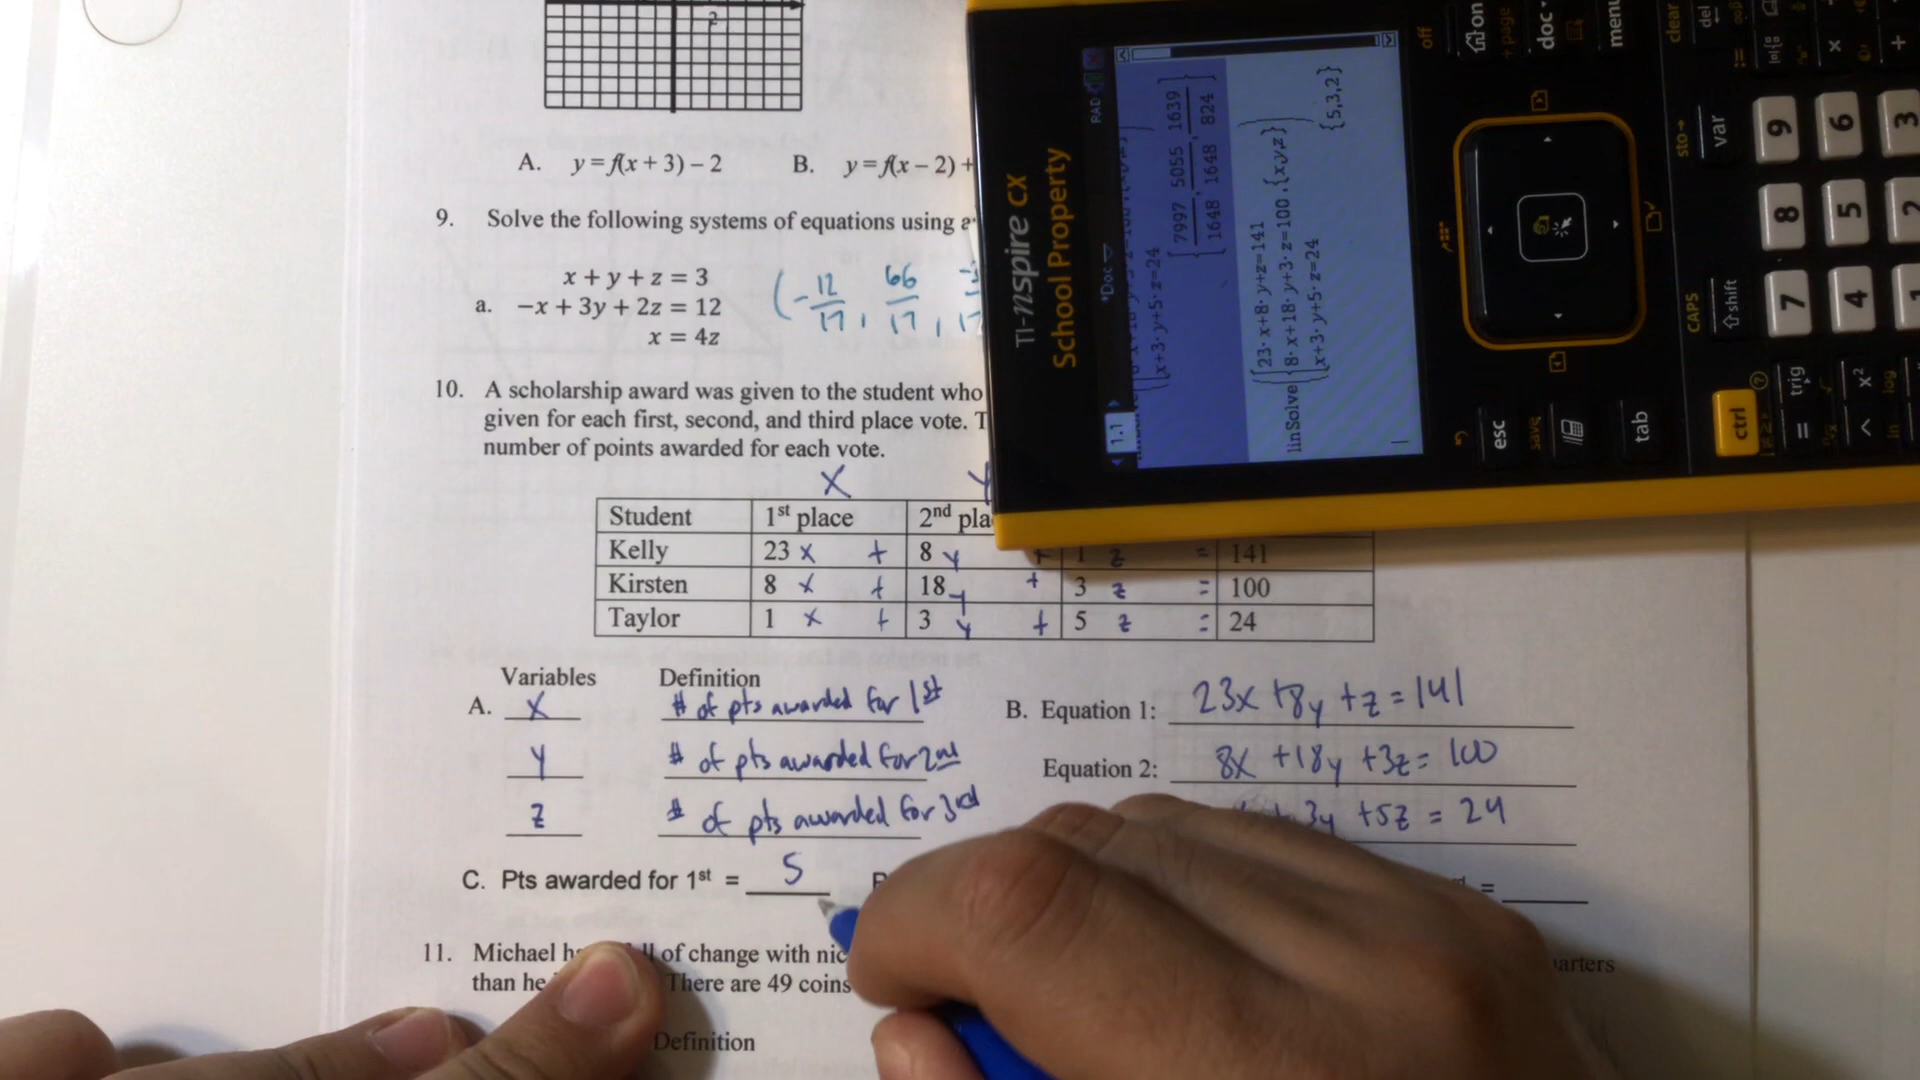 2
A. y = f(x + 3) – 2 B. y = f(x – 2) +
9. Solve the following systems of equations using
x + y + z = 3
a. -x + 3y + 2z = 12
x = 4z
(-12/17, 66/17,
10. A scholarship award was given to the student who
given for each first, second, and third place vote.
number of points awarded for each vote.
X Y
Student 1st place 2nd pla
Kelly 23 x + 8 y + 1 z = 141
Kirsten 8 x + 18 y + 3 z = 100
Taylor 1 x + 3 y + 5 z = 24
Variables Definition
A. X # of pts awarded for 1st
Y # of pts awarded for 2nd
Z # of pts awarded for 3rd
B. Equation 1: 23x + 8y + z = 141
Equation 2: 8x + 18y + 3z = 100
+ 3y + 5z = 24
C. Pts awarded for 1st = 5
=
11. Michael of change with
than he There are 49 coins
Definition
TI-nspire CX
School Property
1.1 *Doc RAD
x+3·y+5·z=24
{7997/1648, 5055/1648, 1639/824}
linSolve({23·x+8·y+z=141
8·x+18·y+3·z=100 ,{x,y,z})
x+3·y+5·z=24
{5,3,2}
off
on
+page
doc
menu
esc
save
tab
ctrl
shift
CAPS
var
sto→
clear
del
=
trig
^
x²
ln
log
7 8 9
4 5 6
1 2 3
×
+